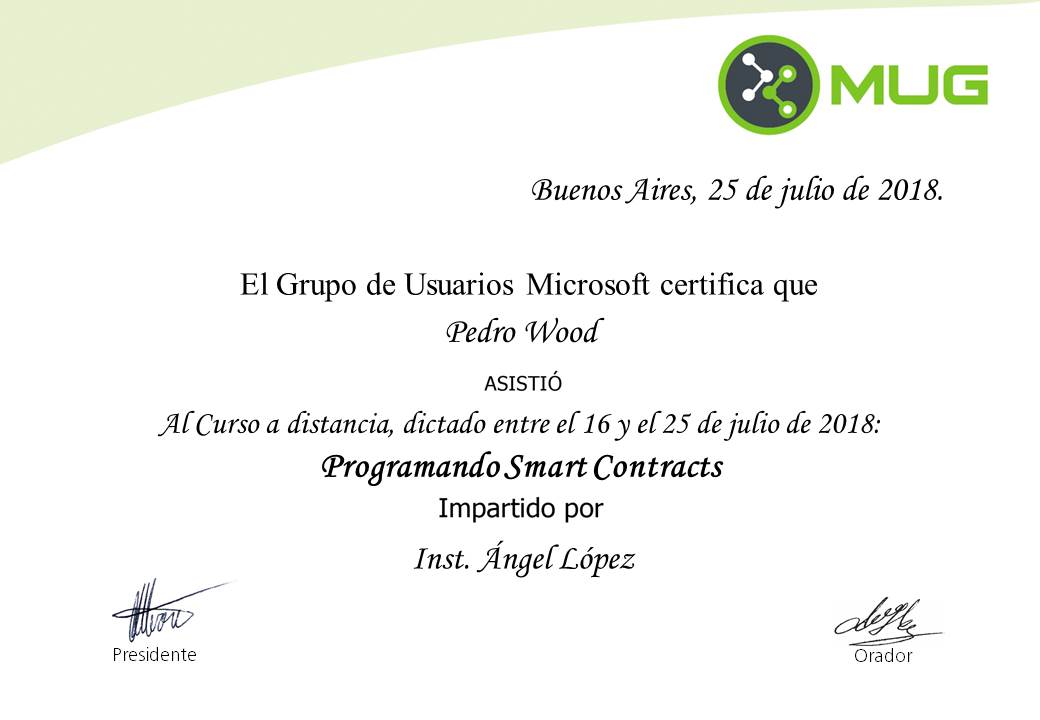 MUG
Buenos Aires, 25 de julio de 2018.
El Grupo de Usuarios Microsoft certifica que
Pedro Wood
ASISTIÓ
Al Curso a distancia, dictado entre el 16 y el 25 de julio de 2018:
Programando Smart Contracts
Impartido por
Inst. Ángel López
Presidente
Orador